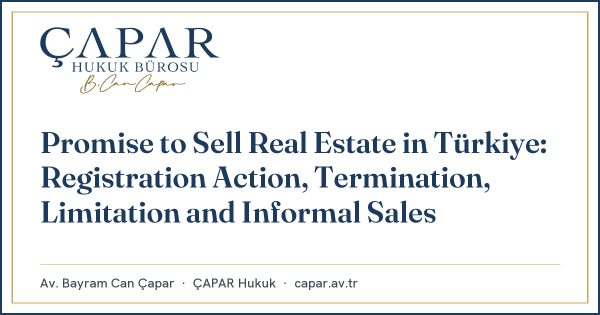 ÇAPAR
HUKUK BÜROSU
B.CanÇapar
Promise to Sell Real Estate in Türkiye:
Registration Action, Termination,
Limitation and Informal Sales
Av. Bayram Can Çapar · ÇAPAR Hukuk · capar.av.tr